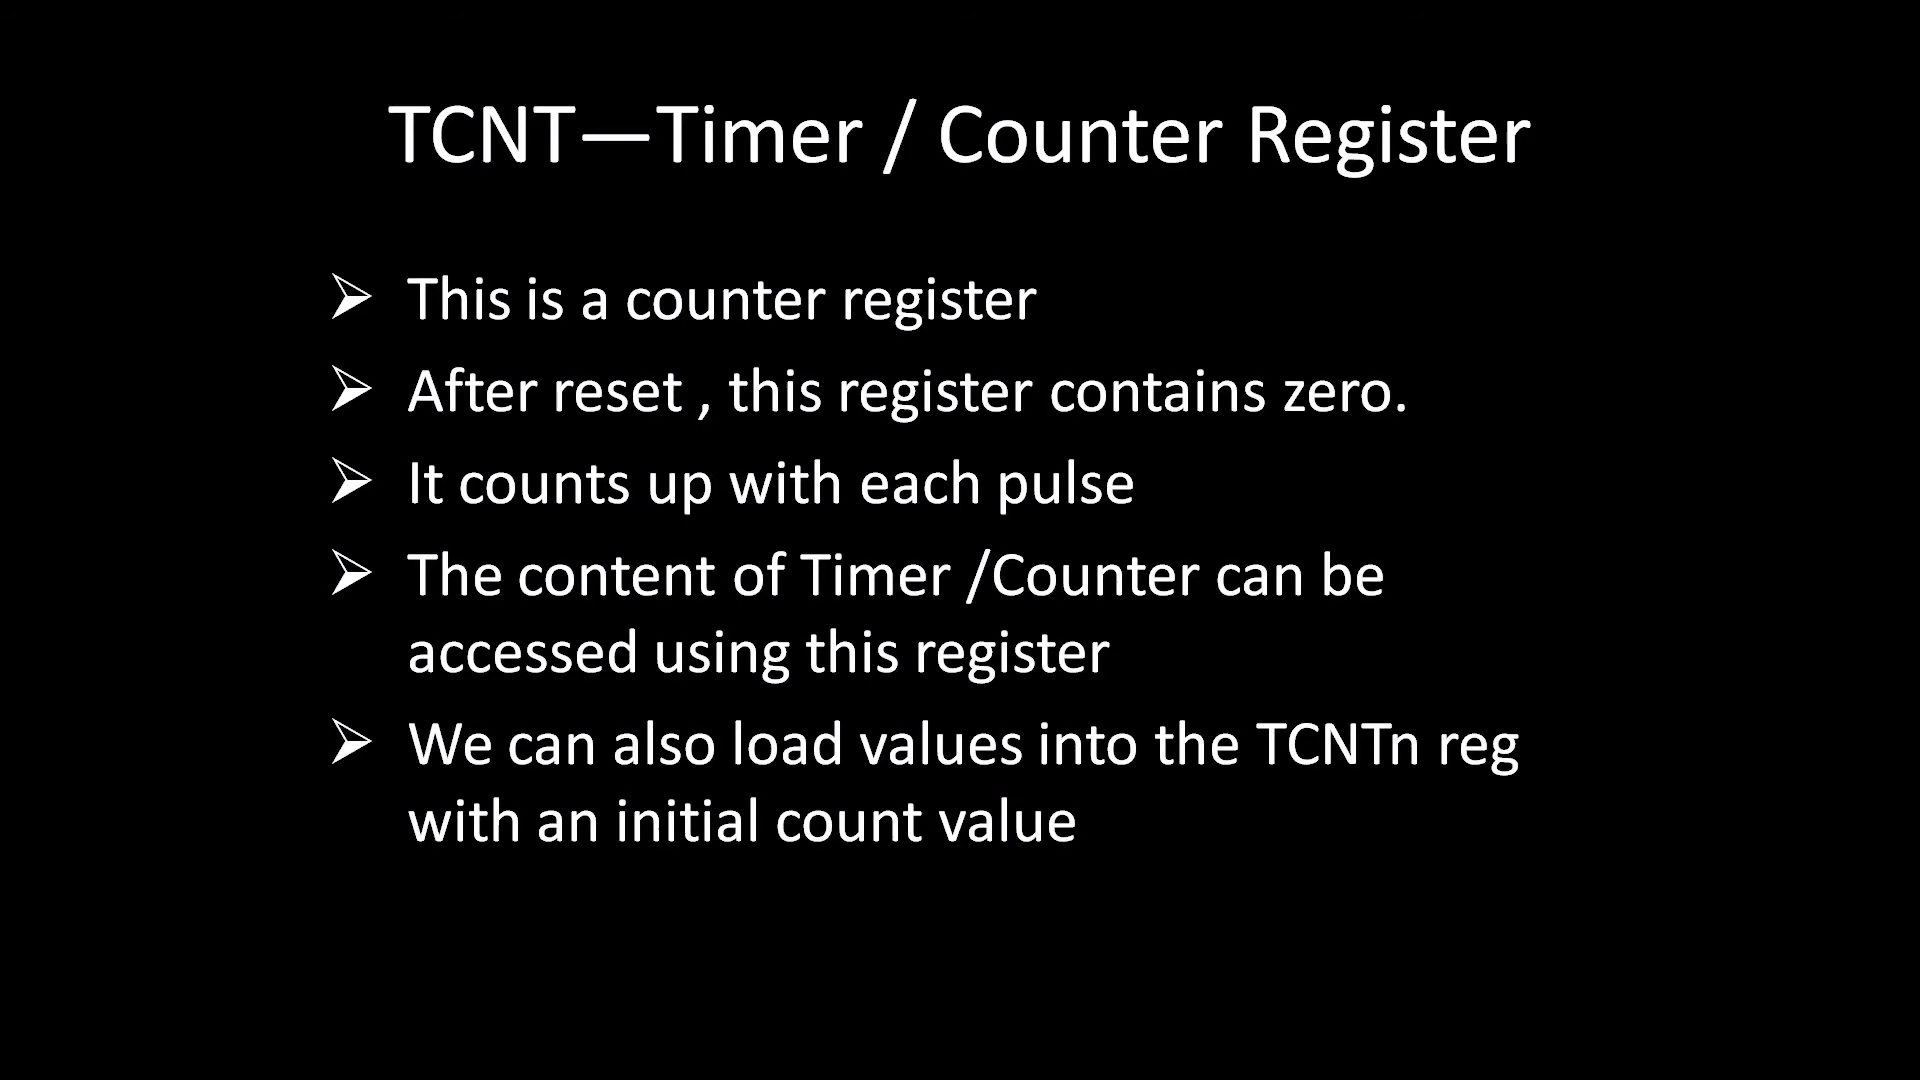 TCNT—Timer / Counter Register
➢ This is a counter register
➢ After reset , this register contains zero.
➢ It counts up with each pulse
➢ The content of Timer /Counter can be
accessed using this register
➢ We can also load values into the TCNTn reg
with an initial count value